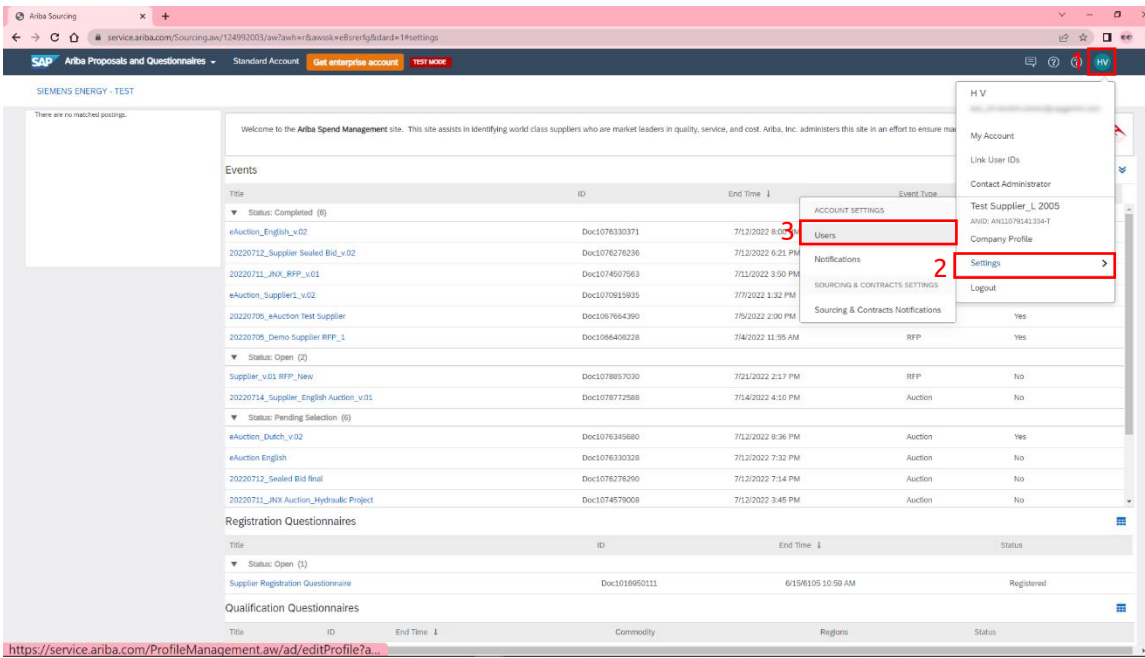 Ariba Sourcing
service.ariba.com/Sourcing.aw/124992003/aw?awh=r&awssk=eBsrerfg&dard=1#settings
SAP Ariba Proposals and Questionnaires Standard Account Get enterprise account TEST MODE
1
HV
SIEMENS ENERGY - TEST
There are no matched postings.
Welcome to the Ariba Spend Management site. This site assists in identifying world class suppliers who are market leaders in quality, service, and cost. Ariba, Inc. administers this site in an effort to ensure
H V
My Account
Link User IDs
Contact Administrator
Test Supplier_L 2005
ANID: AN11079141334-T
Company Profile
2
Settings
Logout
ACCOUNT SETTINGS
3
Users
Notifications
SOURCING & CONTRACTS SETTINGS
Sourcing & Contracts Notifications
Events
Title ID End Time ↓ Event Type
Status: Completed (8)
eAuction_English_v.02 Doc1076330371 7/12/2022 8:00
20220712_Supplier Sealed Bid_v.02 Doc1076276236 7/12/2022 6:21 PM
20220711_JNX_RFP_v.01 Doc1074507563 7/11/2022 3:50 PM
eAuction_Supplier1_v.02 Doc1070915935 7/7/2022 1:32 PM
20220705_eAuction Test Supplier Doc1067664390 7/5/2022 2:00 PM Yes
20220705_Demo Supplier RFP_1 Doc1066408228 7/4/2022 11:55 AM RFP Yes
Status: Open (2)
Supplier_v.01 RFP_New Doc1078857030 7/21/2022 2:17 PM RFP No
20220714_Supplier_English Auction_v.01 Doc1078772588 7/14/2022 4:10 PM Auction No
Status: Pending Selection (6)
eAuction_Dutch_v.02 Doc1076345680 7/12/2022 8:36 PM Auction Yes
eAuction English Doc1076330328 7/12/2022 7:32 PM Auction No
20220712_Sealed Bid final Doc1076276290 7/12/2022 7:14 PM Auction No
20220711_JNX Auction_Hydraulic Project Doc1074579008 7/12/2022 3:45 PM Auction No
Registration Questionnaires
Title ID End Time ↓ Status
Status: Open (1)
Supplier Registration Questionnaire Doc1016950111 6/15/6105 10:59 AM Registered
Qualification Questionnaires
Title ID End Time ↓ Commodity Regions Status
https://service.ariba.com/ProfileManagement.aw/ad/editProfile?a...